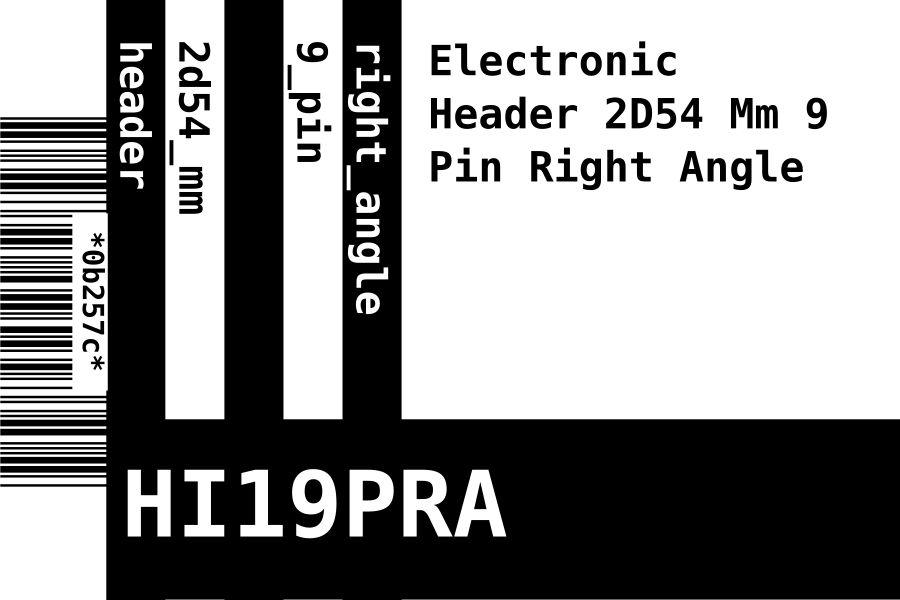 *0b257c*
header
2d54_mm
9_pin
right_angle
Electronic
Header 2D54 Mm 9
Pin Right Angle
HI19PRA